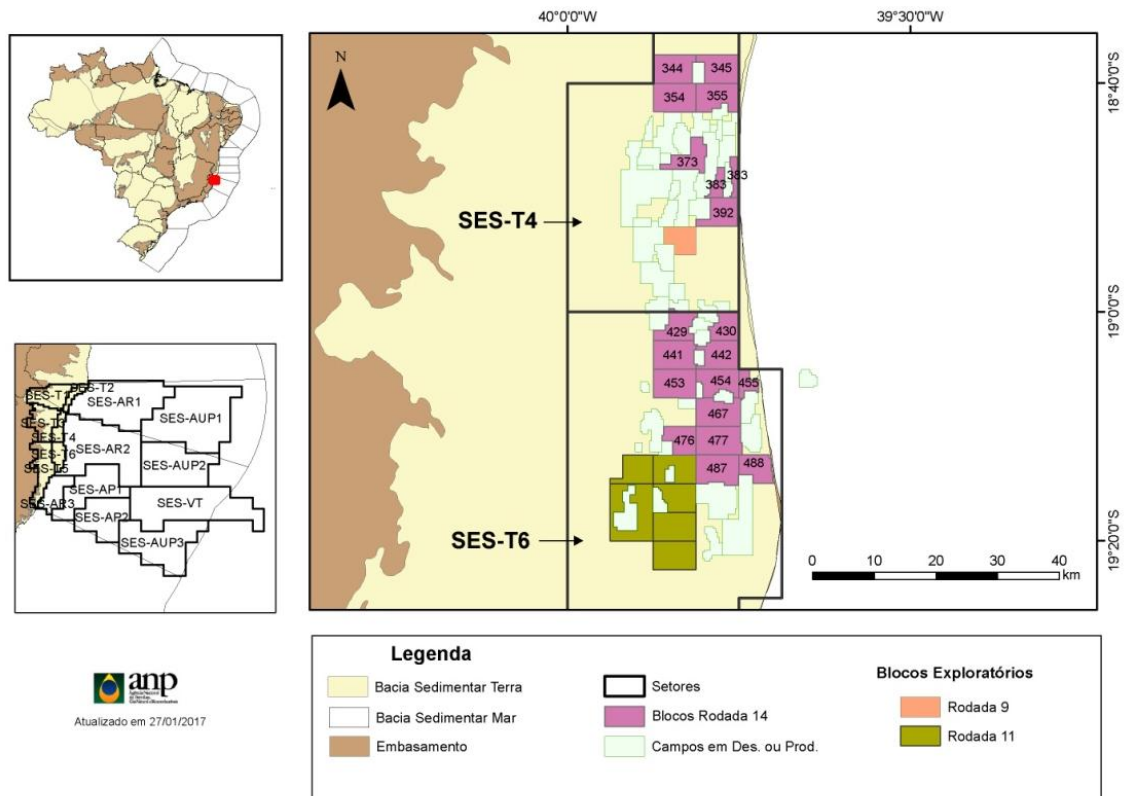 40°0'0"W
39°30'0"W
N
344
345
18°40'0"S
354
355
373
383
383
392
SES-T4
19°0'0"S
429
430
441
442
453
454
455
467
476
477
487
488
SES-T6
19°20'0"S
0
10
20
30
40
km
SES-T2
SES-AR1
SES-AUP1
SES-T4
SES-T6
SES-T5
SES-AR2
SES-AUP2
SES-AP1
SES-VT
SES-AR3
SES-AP2
SES-AUP3
anp
Atualizado em 27/01/2017
Legenda
Bacia Sedimentar Terra
Bacia Sedimentar Mar
Embasamento
Setores
Blocos Rodada 14
Campos em Des. ou Prod.
Blocos Exploratórios
Rodada 9
Rodada 11